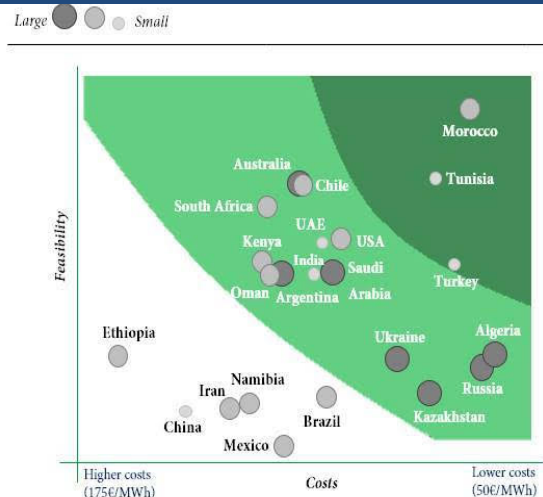 Large Small
Morocco
Australia
Tunisia
Chile
South Africa
UAE
USA
Kenya
India
Saudi
Turkey
Oman
Argentina
Arabia
Feasibility
Ethiopia
Ukraine
Algeria
Russia
Iran
Namibia
Kazakhstan
China
Brazil
Mexico
Higher costs
(175€/MWh)
Costs
Lower costs
(50€/MWh)